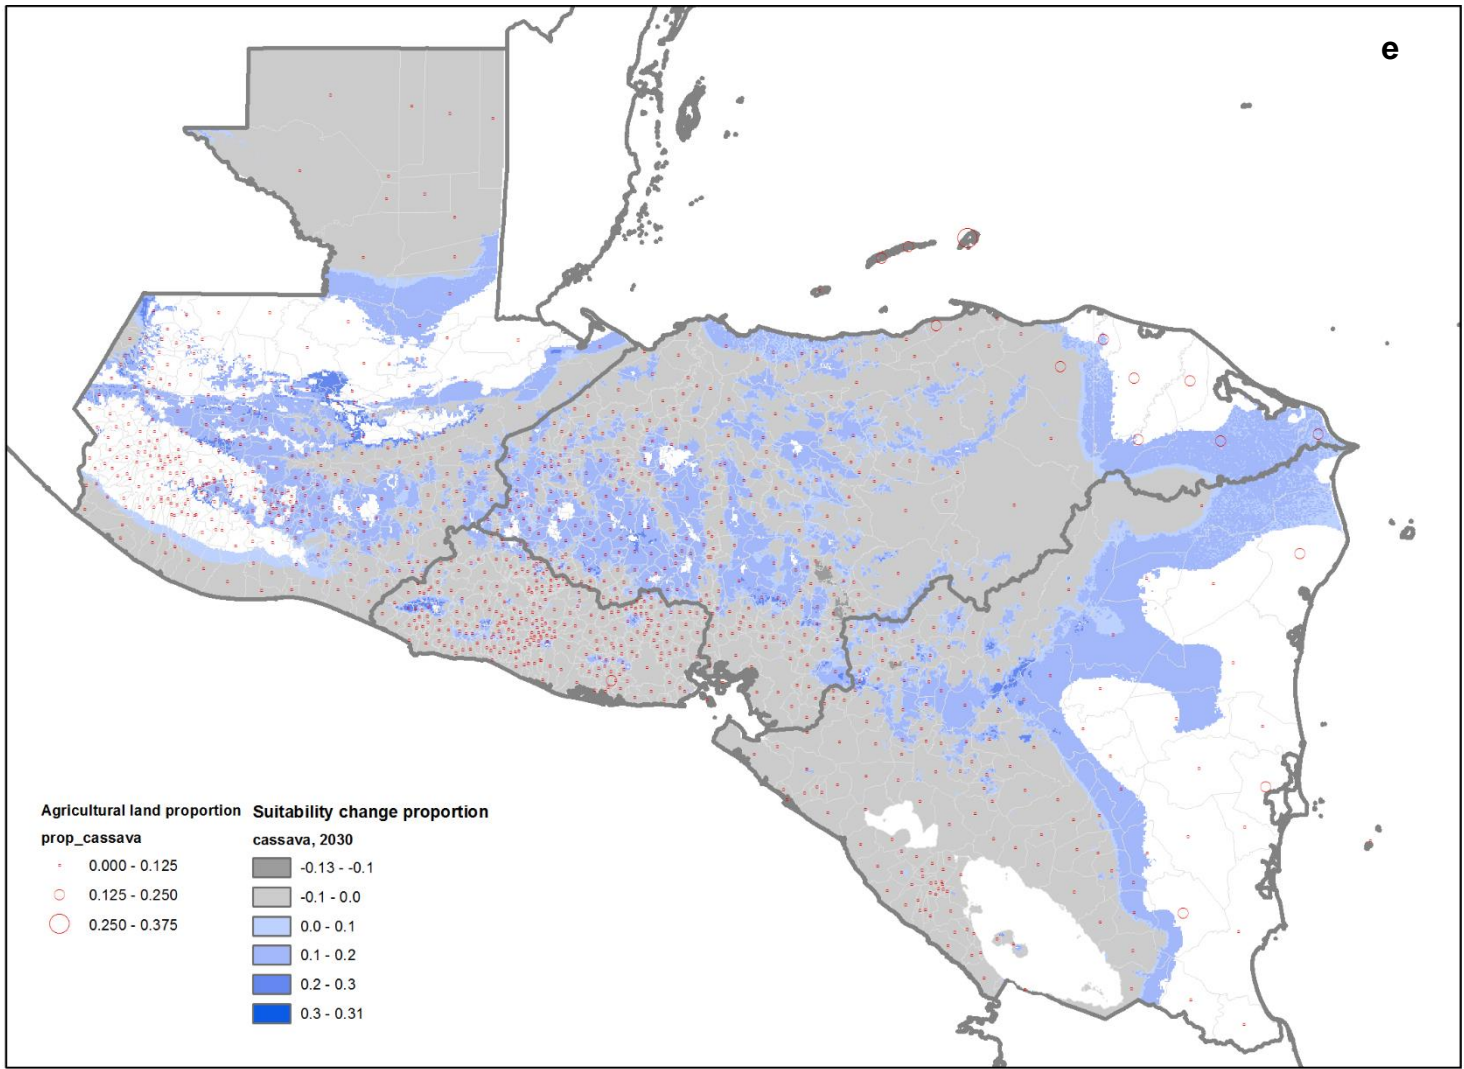 e
Agricultural land proportion
prop_cassava
0.000 - 0.125
0.125 - 0.250
0.250 - 0.375
Suitability change proportion
cassava, 2030
-0.13 - -0.1
-0.1 - 0.0
0.0 - 0.1
0.1 - 0.2
0.2 - 0.3
0.3 - 0.31